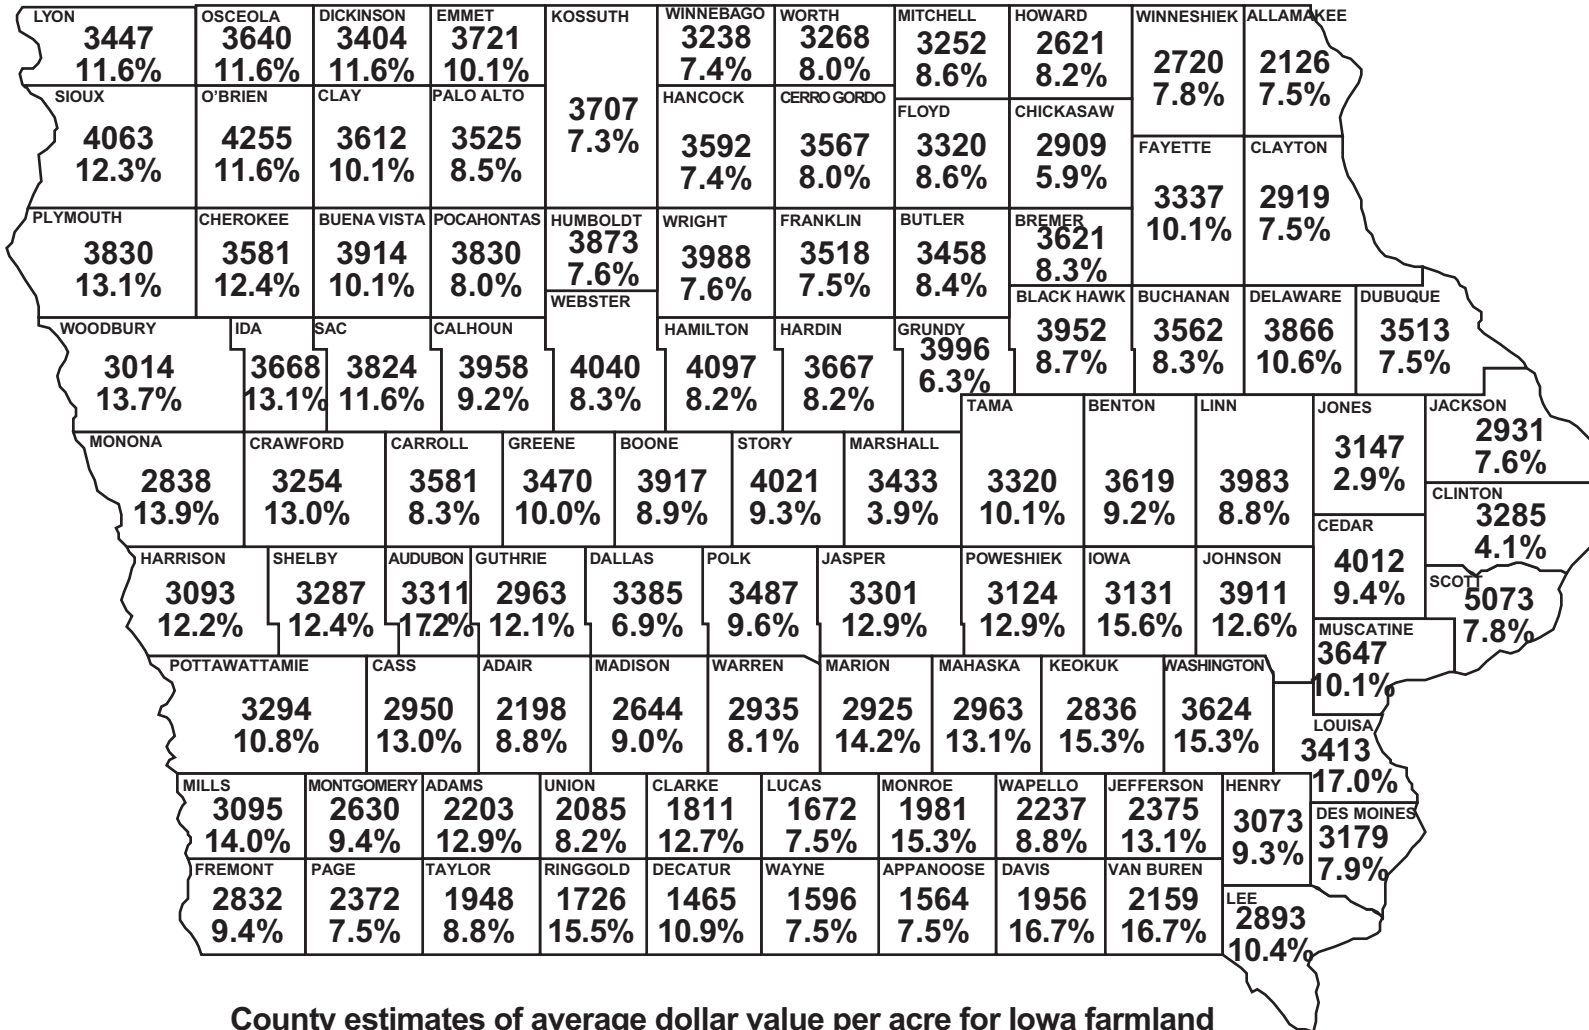 LYON
3447
11.6%
OSCEOLA
3640
11.6%
DICKINSON
3404
11.6%
EMMET
3721
10.1%
KOSSUTH
3707
7.3%
WINNEBAGO
3238
7.4%
WORTH
3268
8.0%
MITCHELL
3252
8.6%
HOWARD
2621
8.2%
WINNESHIEK
2720
7.8%
ALLAMAKEE
2126
7.5%
SIOUX
4063
12.3%
O'BRIEN
4255
11.6%
CLAY
3612
10.1%
PALO ALTO
3525
8.5%
HANCOCK
3592
7.4%
CERRO GORDO
3567
8.0%
FLOYD
3320
8.6%
CHICKASAW
2909
5.9%
FAYETTE
3337
10.1%
CLAYTON
2919
7.5%
PLYMOUTH
3830
13.1%
CHEROKEE
3581
12.4%
BUENA VISTA
3914
10.1%
POCAHONTAS
3830
8.0%
HUMBOLDT
3873
7.6%
WRIGHT
3988
7.6%
FRANKLIN
3518
7.5%
BUTLER
3458
8.4%
BREMER
3621
8.3%
WOODBURY
3014
13.7%
IDA
3668
13.1%
SAC
3824
11.6%
CALHOUN
3958
9.2%
WEBSTER
4040
8.3%
HAMILTON
4097
8.2%
HARDIN
3667
8.2%
GRUNDY
3996
6.3%
BLACK HAWK
3952
8.7%
BUCHANAN
3562
8.3%
DELAWARE
3866
10.6%
DUBUQUE
3513
7.5%
MONONA
2838
13.9%
CRAWFORD
3254
13.0%
CARROLL
3581
8.3%
GREENE
3470
10.0%
BOONE
3917
8.9%
STORY
4021
9.3%
MARSHALL
3433
3.9%
TAMA
3320
10.1%
BENTON
3619
9.2%
LINN
3983
8.8%
JONES
3147
2.9%
JACKSON
2931
7.6%
CLINTON
3285
4.1%
CEDAR
4012
9.4%
SCOTT
5073
7.8%
HARRISON
3093
12.2%
SHELBY
3287
12.4%
AUDUBON
3311
17.2%
GUTHRIE
2963
12.1%
DALLAS
3385
6.9%
POLK
3487
9.6%
JASPER
3301
12.9%
POWESHIEK
3124
12.9%
IOWA
3131
15.6%
JOHNSON
3911
12.6%
MUSCATINE
3647
10.1%
POTTAWATTAMIE
3294
10.8%
CASS
2950
13.0%
ADAIR
2198
8.8%
MADISON
2644
9.0%
WARREN
2935
8.1%
MARION
2925
14.2%
MAHASKA
2963
13.1%
KEOKUK
2836
15.3%
WASHINGTON
3624
15.3%
LOUISA
3413
17.0%
MILLS
3095
14.0%
MONTGOMERY
2630
9.4%
ADAMS
2203
12.9%
UNION
2085
8.2%
CLARKE
1811
12.7%
LUCAS
1672
7.5%
MONROE
1981
15.3%
WAPELLO
2237
8.8%
JEFFERSON
2375
13.1%
HENRY
3073
9.3%
DES MOINES
3179
7.9%
FREMONT
2832
9.4%
PAGE
2372
7.5%
TAYLOR
1948
8.8%
RINGGOLD
1726
15.5%
DECATUR
1465
10.9%
WAYNE
1596
7.5%
APPANOOSE
1564
7.5%
DAVIS
1956
16.7%
VAN BUREN
2159
16.7%
LEE
2893
10.4%
County estimates of average dollar value per acre for Iowa farmland